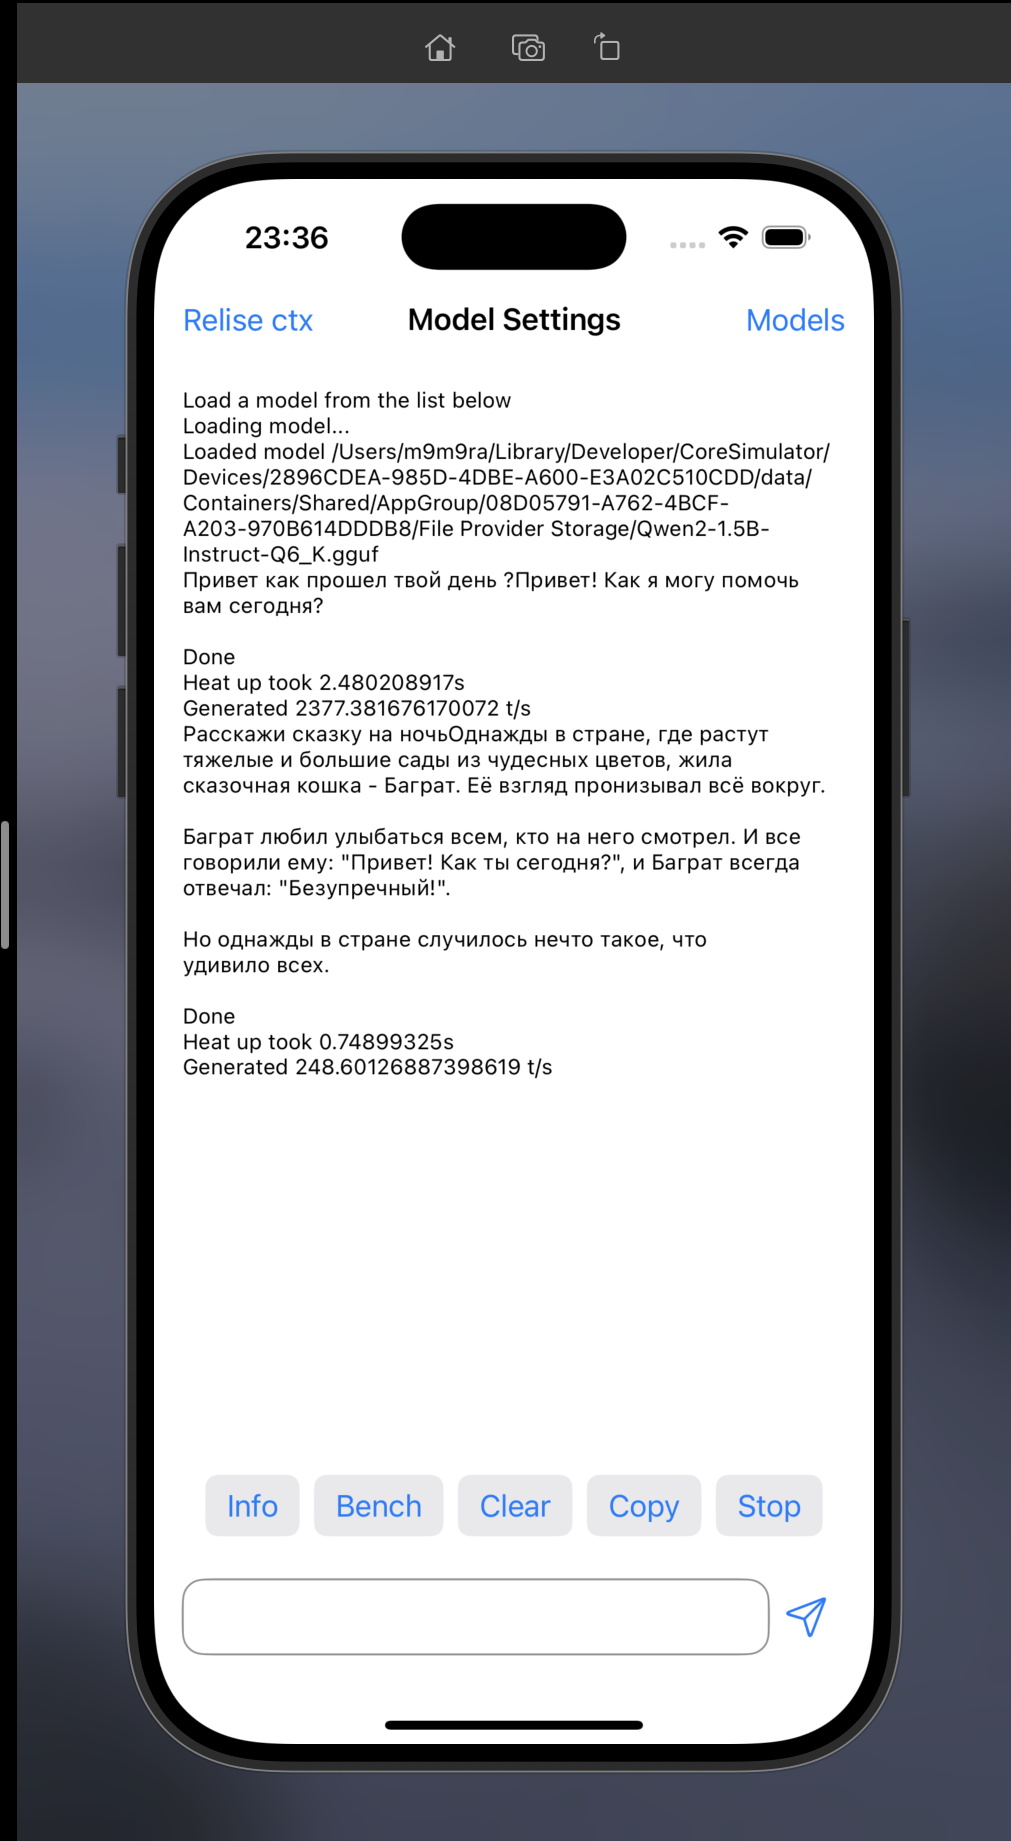 23:36
Relise ctx
Model Settings
Models
Load a model from the list below
Loading model...
Loaded model /Users/m9m9ra/Library/Developer/CoreSimulator/
Devices/2896CDEA-985D-4DBE-A600-E3A02C510CDD/data/
Containers/Shared/AppGroup/08D05791-A762-4BCF-
A203-970B614DDDB8/File Provider Storage/Qwen2-1.5B-
Instruct-Q6_K.gguf
Привет как прошел твой день ?Привет! Как я могу помочь
вам сегодня?
Done
Heat up took 2.480208917s
Generated 2377.381676170072 t/s
Расскажи сказку на ночьОднажды в стране, где растут
тяжелые и большие сады из чудесных цветов, жила
сказочная кошка - Баграт. Её взгляд пронизывал всё вокруг.
Баграт любил улыбаться всем, кто на него смотрел. И все
говорили ему: "Привет! Как ты сегодня?", и Баграт всегда
отвечал: "Безупречный!".
Но однажды в стране случилось нечто такое, что
удивило всех.
Done
Heat up took 0.74899325s
Generated 248.60126887398619 t/s
Info
Bench
Clear
Copy
Stop